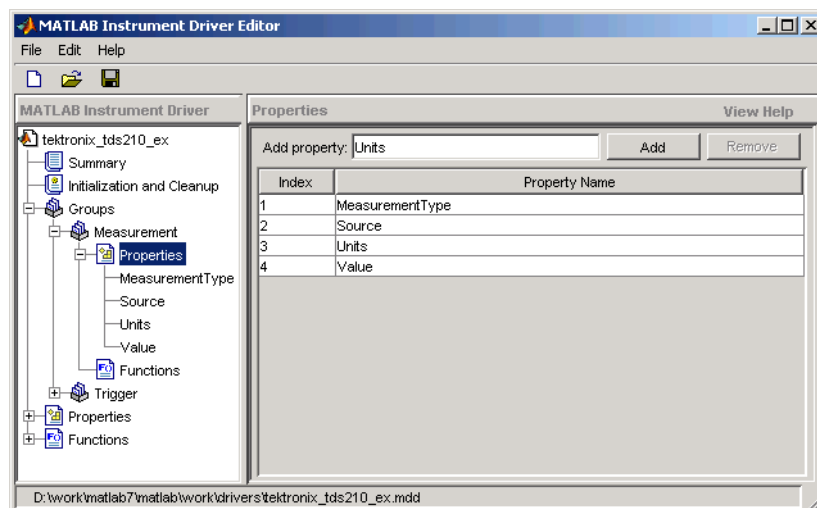 MATLAB Instrument Driver Editor
File Edit Help
MATLAB Instrument Driver
tektronix_tds210_ex
Summary
Initialization and Cleanup
Groups
Measurement
Properties
MeasurementType
Source
Units
Value
Functions
Trigger
Properties
Functions
Properties View Help
Add property: Units Add Remove
Index Property Name
1 MeasurementType
2 Source
3 Units
4 Value
D:\work\matlab7\matlab\work\drivers\tektronix_tds210_ex.mdd